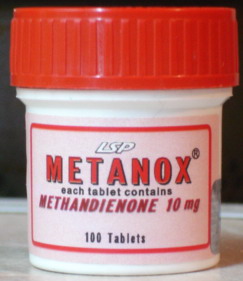 LSP
METANOX®
each tablet contains
METHANDIENONE 10 mg
100 Tablets